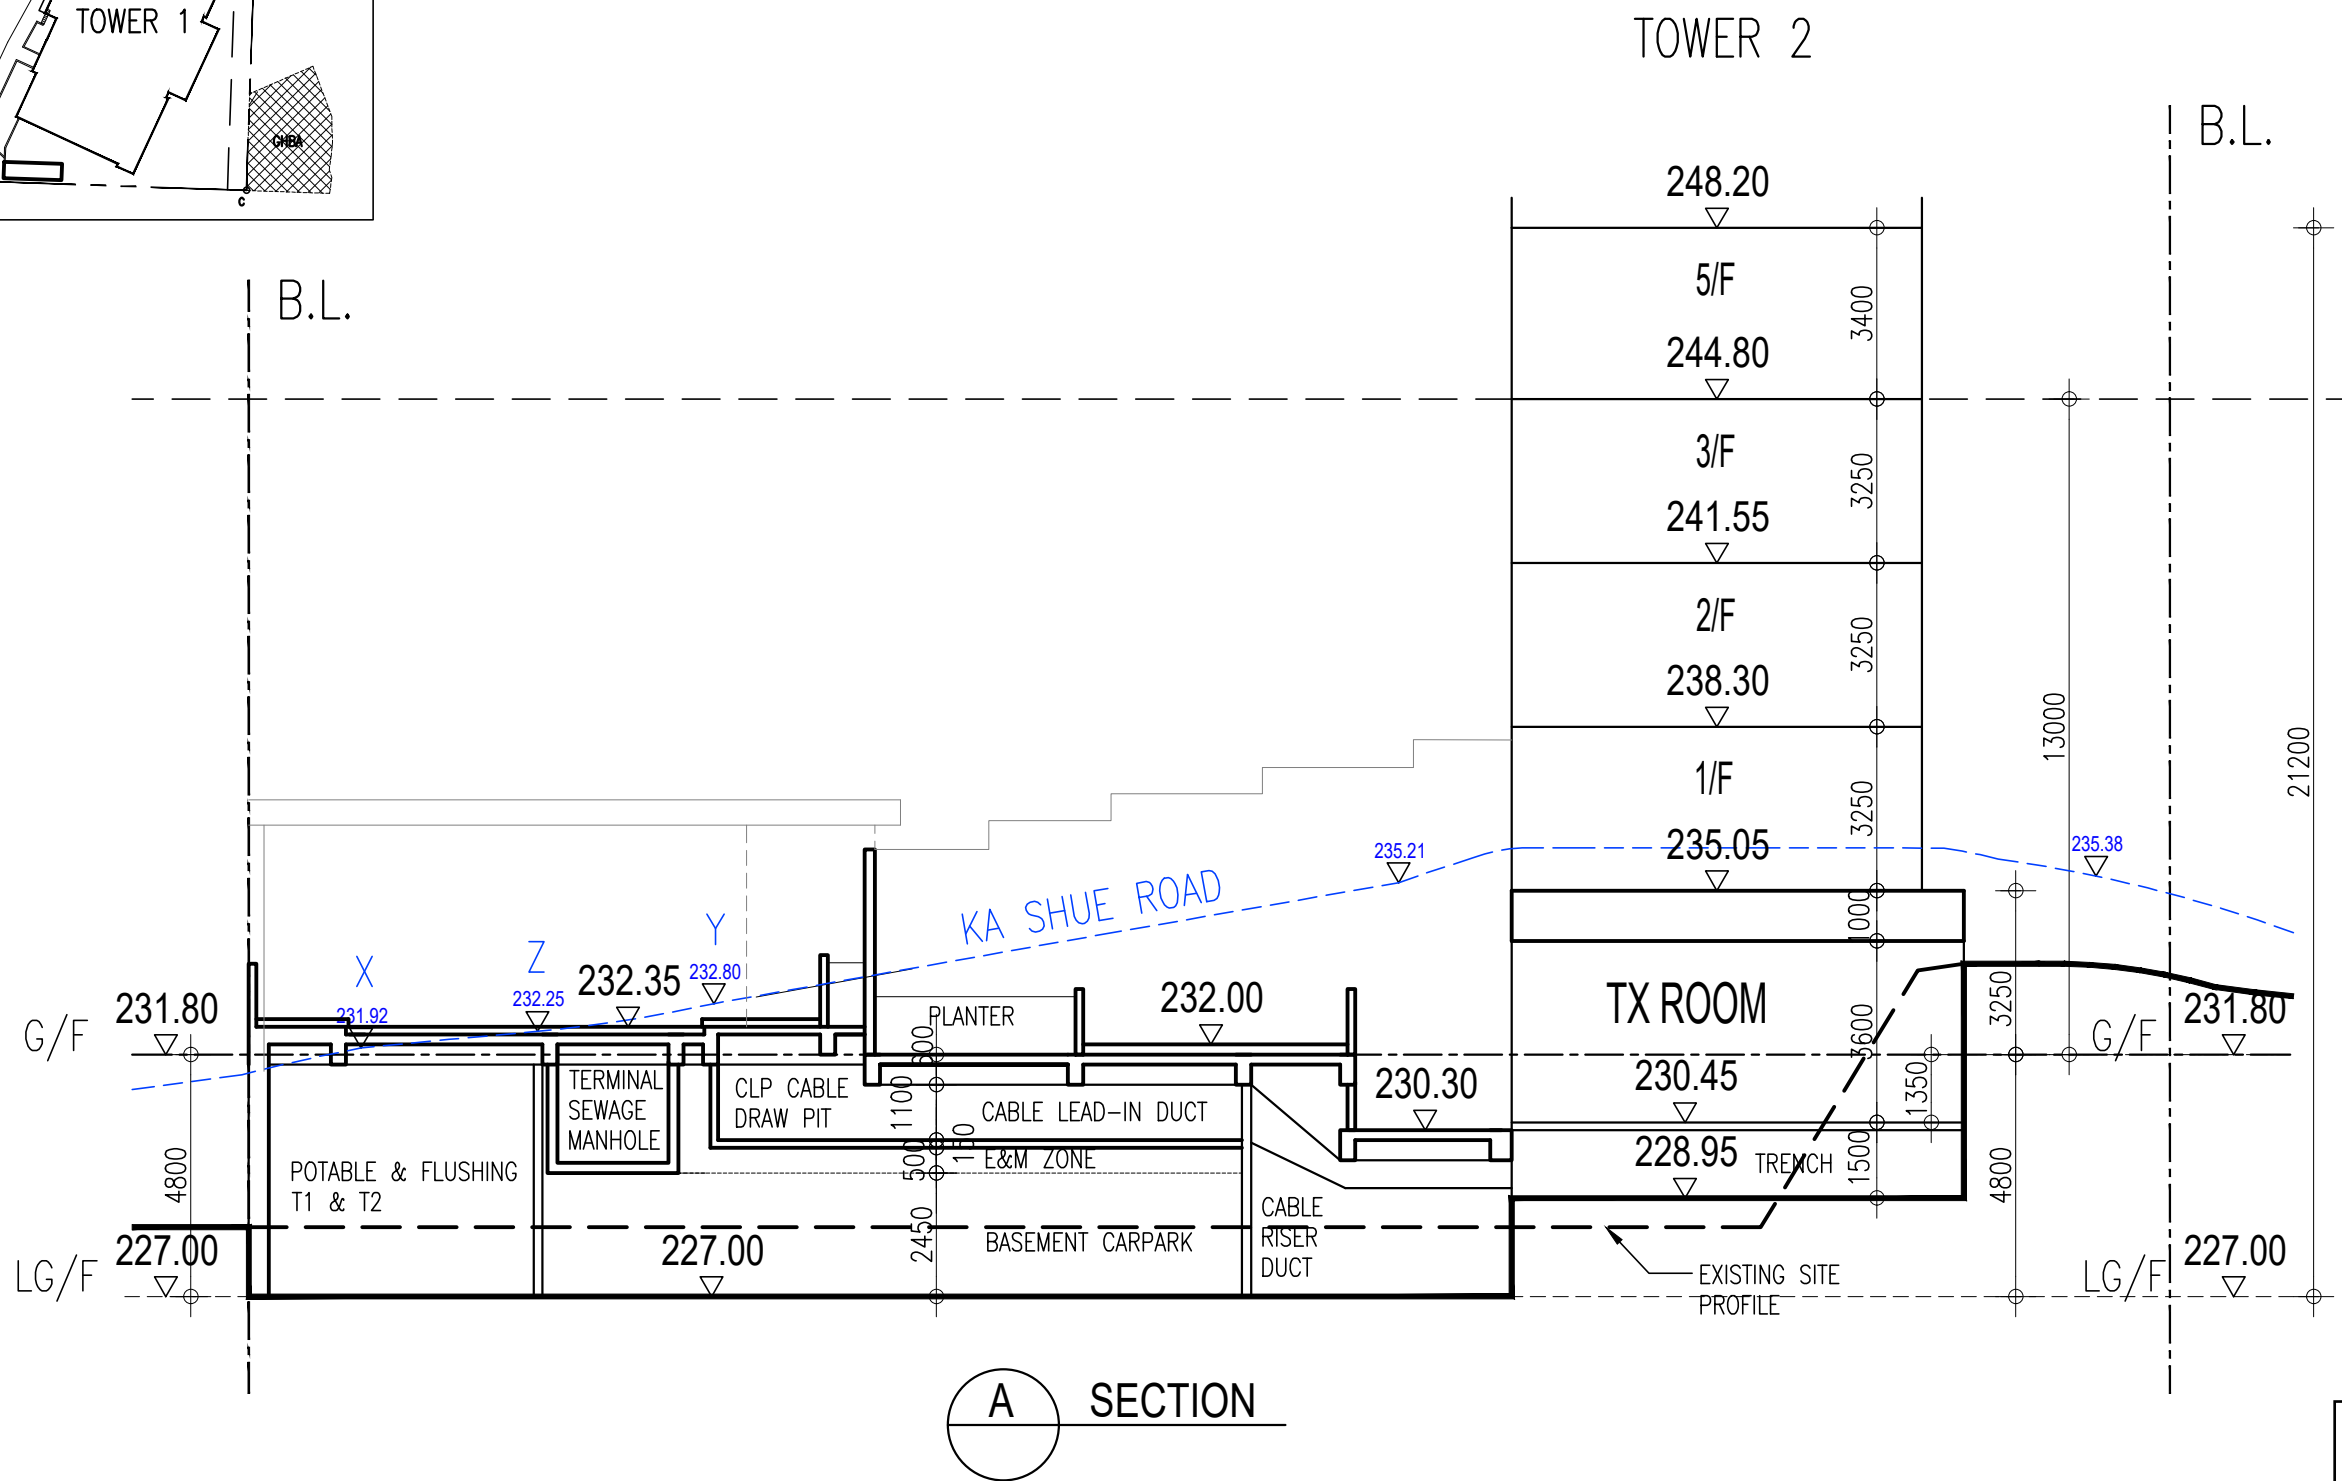 TOWER 1
GHBA
C
TOWER 2
B.L.
B.L.
248.20
5/F
3400
244.80
3/F
3250
241.55
2/F
3250
238.30
1/F
3250
235.05
13000
21200
235.21
235.38
KA SHUE ROAD
X
231.92
Z
232.25
232.35
Y
232.80
PLANTER
232.00
TX ROOM
1000
3600
3250
G/F
231.80
G/F
231.80
TERMINAL
SEWAGE
MANHOLE
CLP CABLE
DRAW PIT
600
1100
CABLE LEAD-IN DUCT
230.30
230.45
1350
150
500
E&M ZONE
228.95
TRENCH
1500
4800
4800
POTABLE & FLUSHING
T1 & T2
2450
BASEMENT CARPARK
CABLE
RISER
DUCT
LG/F
227.00
227.00
EXISTING SITE
PROFILE
LG/F
227.00
A
SECTION